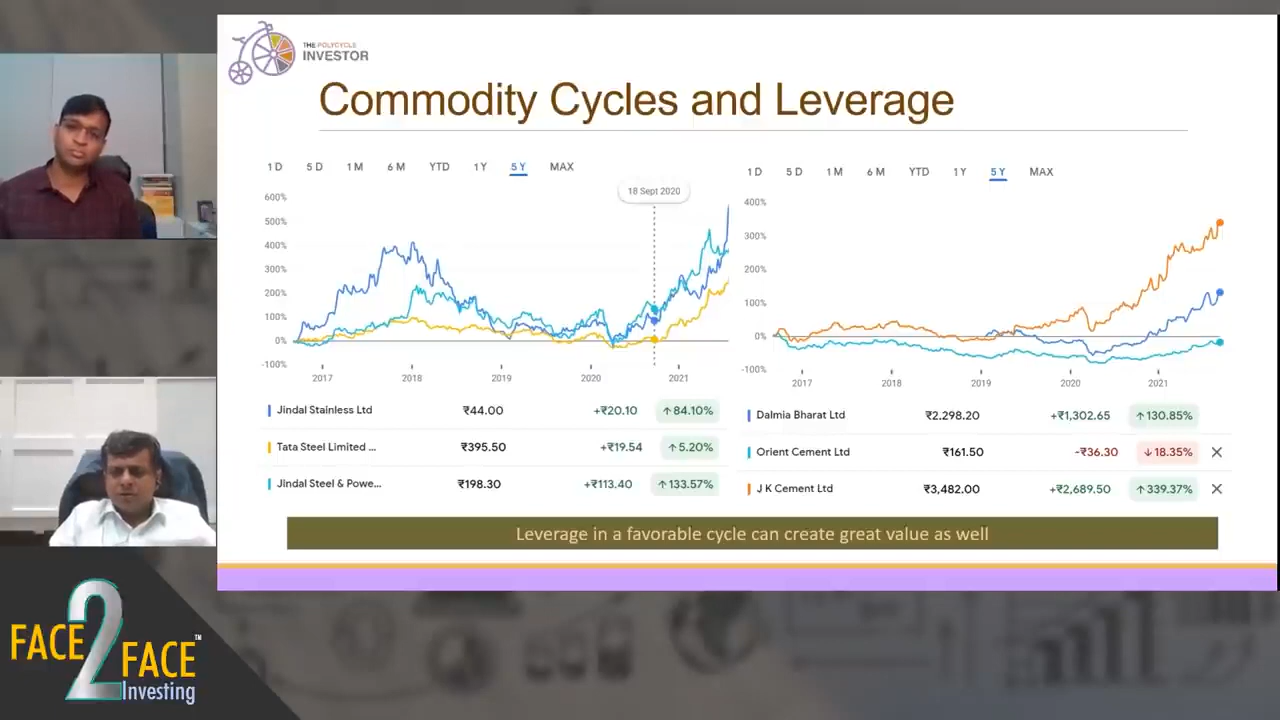 THE POLYCYCLE
INVESTOR
Commodity Cycles and Leverage
1 D 5 D 1 M 6 M YTD 1 Y 5 Y MAX
18 Sept 2020
600%
500%
400%
300%
200%
100%
0%
-100%
2017 2018 2019 2020 2021
Jindal Stainless Ltd ₹44.00 +₹20.10 ↑ 84.10%
Tata Steel Limited ... ₹395.50 +₹19.54 ↑ 5.20%
Jindal Steel & Powe... ₹198.30 +₹113.40 ↑ 133.57%
1 D 5 D 1 M 6 M YTD 1 Y 5 Y MAX
400%
300%
200%
100%
0%
-100%
2017 2018 2019 2020 2021
Dalmia Bharat Ltd ₹2,298.20 +₹1,302.65 ↑ 130.85%
Orient Cement Ltd ₹161.50 -₹36.30 ↓ 18.35% ×
J K Cement Ltd ₹3,482.00 +₹2,689.50 ↑ 339.37% ×
Leverage in a favorable cycle can create great value as well
FACE 2 FACE ™
Investing